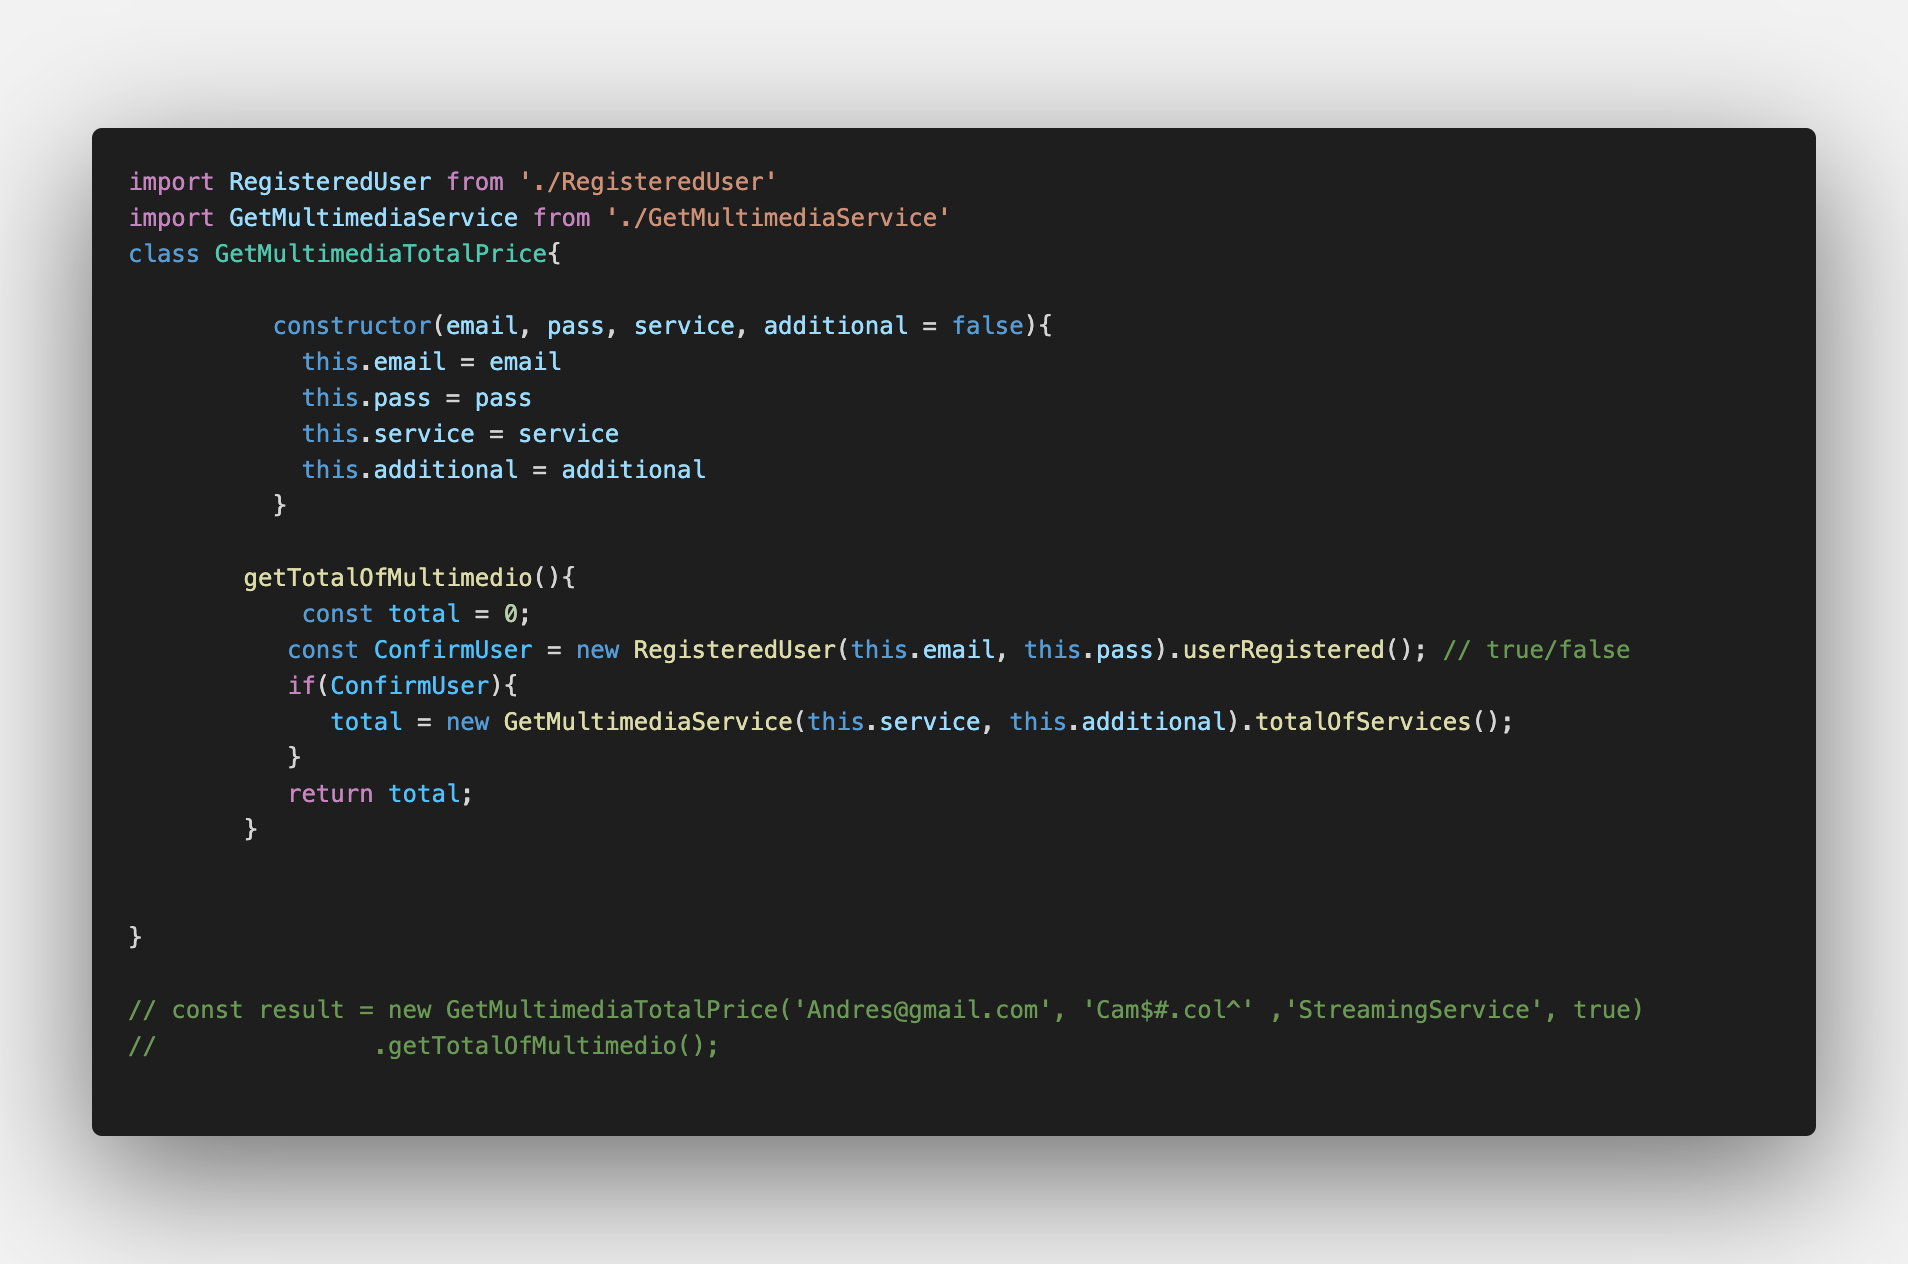 import RegisteredUser from './RegisteredUser'
import GetMultimediaService from './GetMultimediaService'
class GetMultimediaTotalPrice{
constructor(email, pass, service, additional = false){
this.email = email
this.pass = pass
this.service = service
this.additional = additional
}
getTotalOfMultimedio(){
const total = 0;
const ConfirmUser = new RegisteredUser(this.email, this.pass).userRegistered(); // true/false
if(ConfirmUser){
total = new GetMultimediaService(this.service, this.additional).totalOfServices();
}
return total;
}
}
// const result = new GetMultimediaTotalPrice('Andres@gmail.com', 'Cam$#.col^' ,'StreamingService', true)
// .getTotalOfMultimedio();